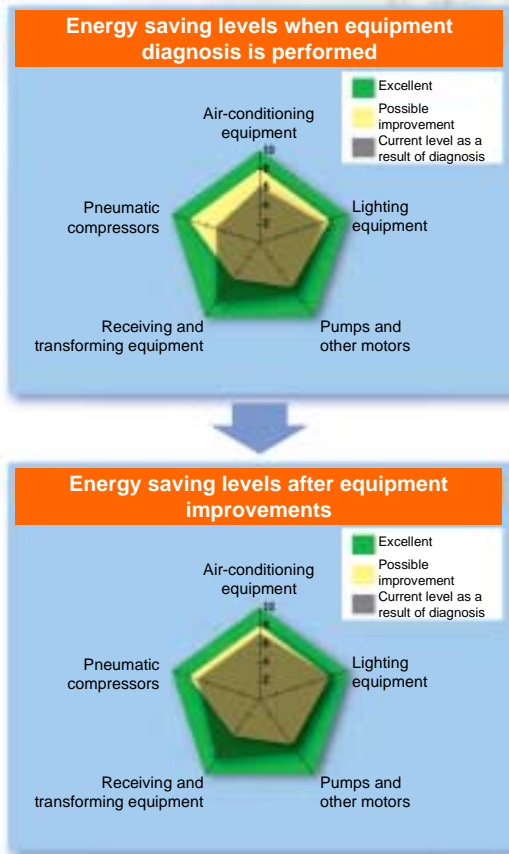 Energy saving levels when equipment
diagnosis is performed
Excellent
Possible
improvement
Current level as a
result of diagnosis
Air-conditioning
equipment
10
Pneumatic
compressors
Lighting
equipment
Receiving and
transforming equipment
Pumps and
other motors
Energy saving levels after equipment
improvements
Excellent
Possible
improvement
Current level as a
result of diagnosis
Air-conditioning
equipment
10
Pneumatic
compressors
Lighting
equipment
Receiving and
transforming equipment
Pumps and
other motors